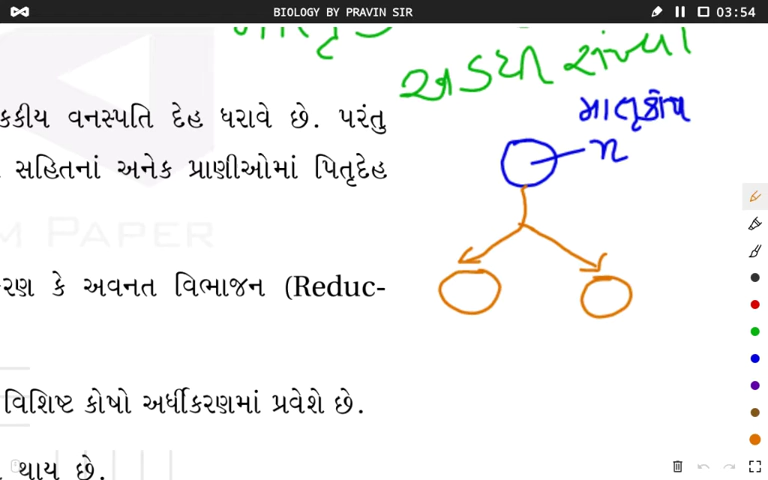 BIOLOGY BY PRAVIN SIR
03:54
અડધી સંખ્યા
કકીય વનસ્પતિ દેહ ધરાવે છે. પરંતુ
માતૃકોષ
n
સહિતનાં અનેક પ્રાણીઓમાં પિતૃદેહ
M PAPER
રણ કે અવનત વિભાજન (Reduc-
વિશિષ્ટ કોષો અર્ધીકરણમાં પ્રવેશે છે.
થાય છે.